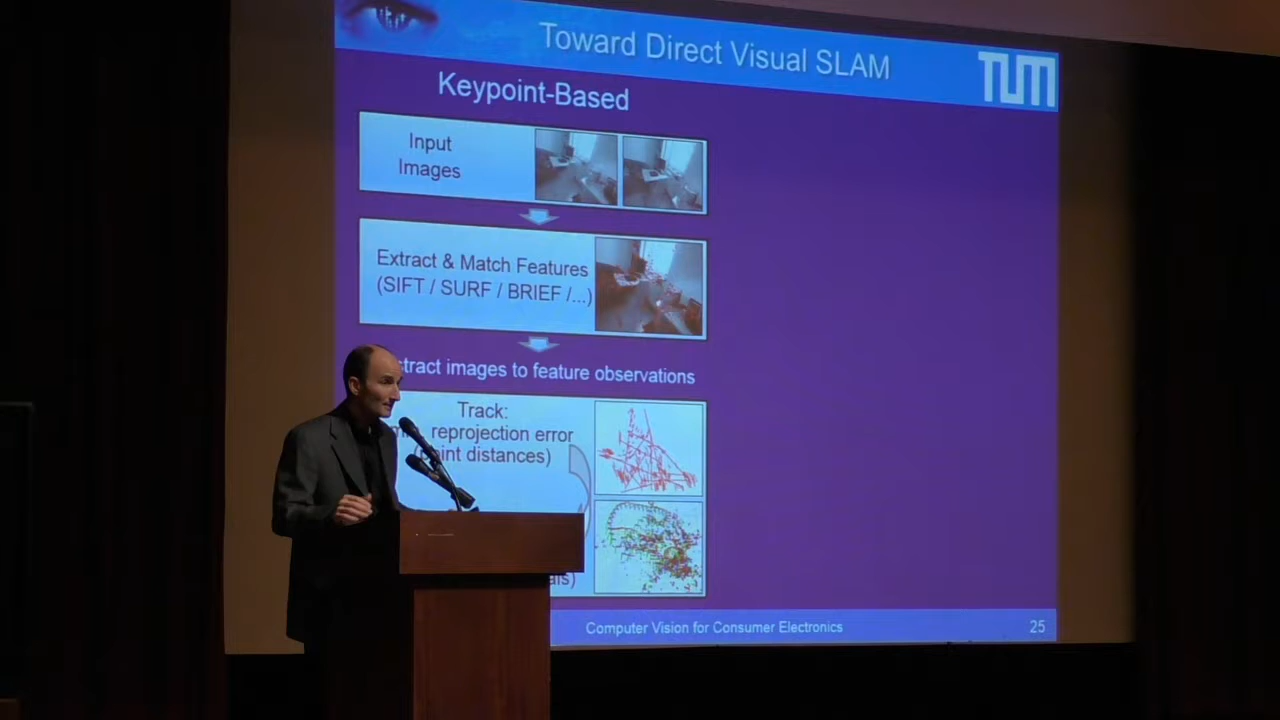 Toward Direct Visual SLAM
TUM
Keypoint-Based
Input
Images
Extract & Match Features
(SIFT / SURF / BRIEF /...)
images to feature observations
Track:
reprojection error
distances)
Computer Vision for Consumer Electronics
25